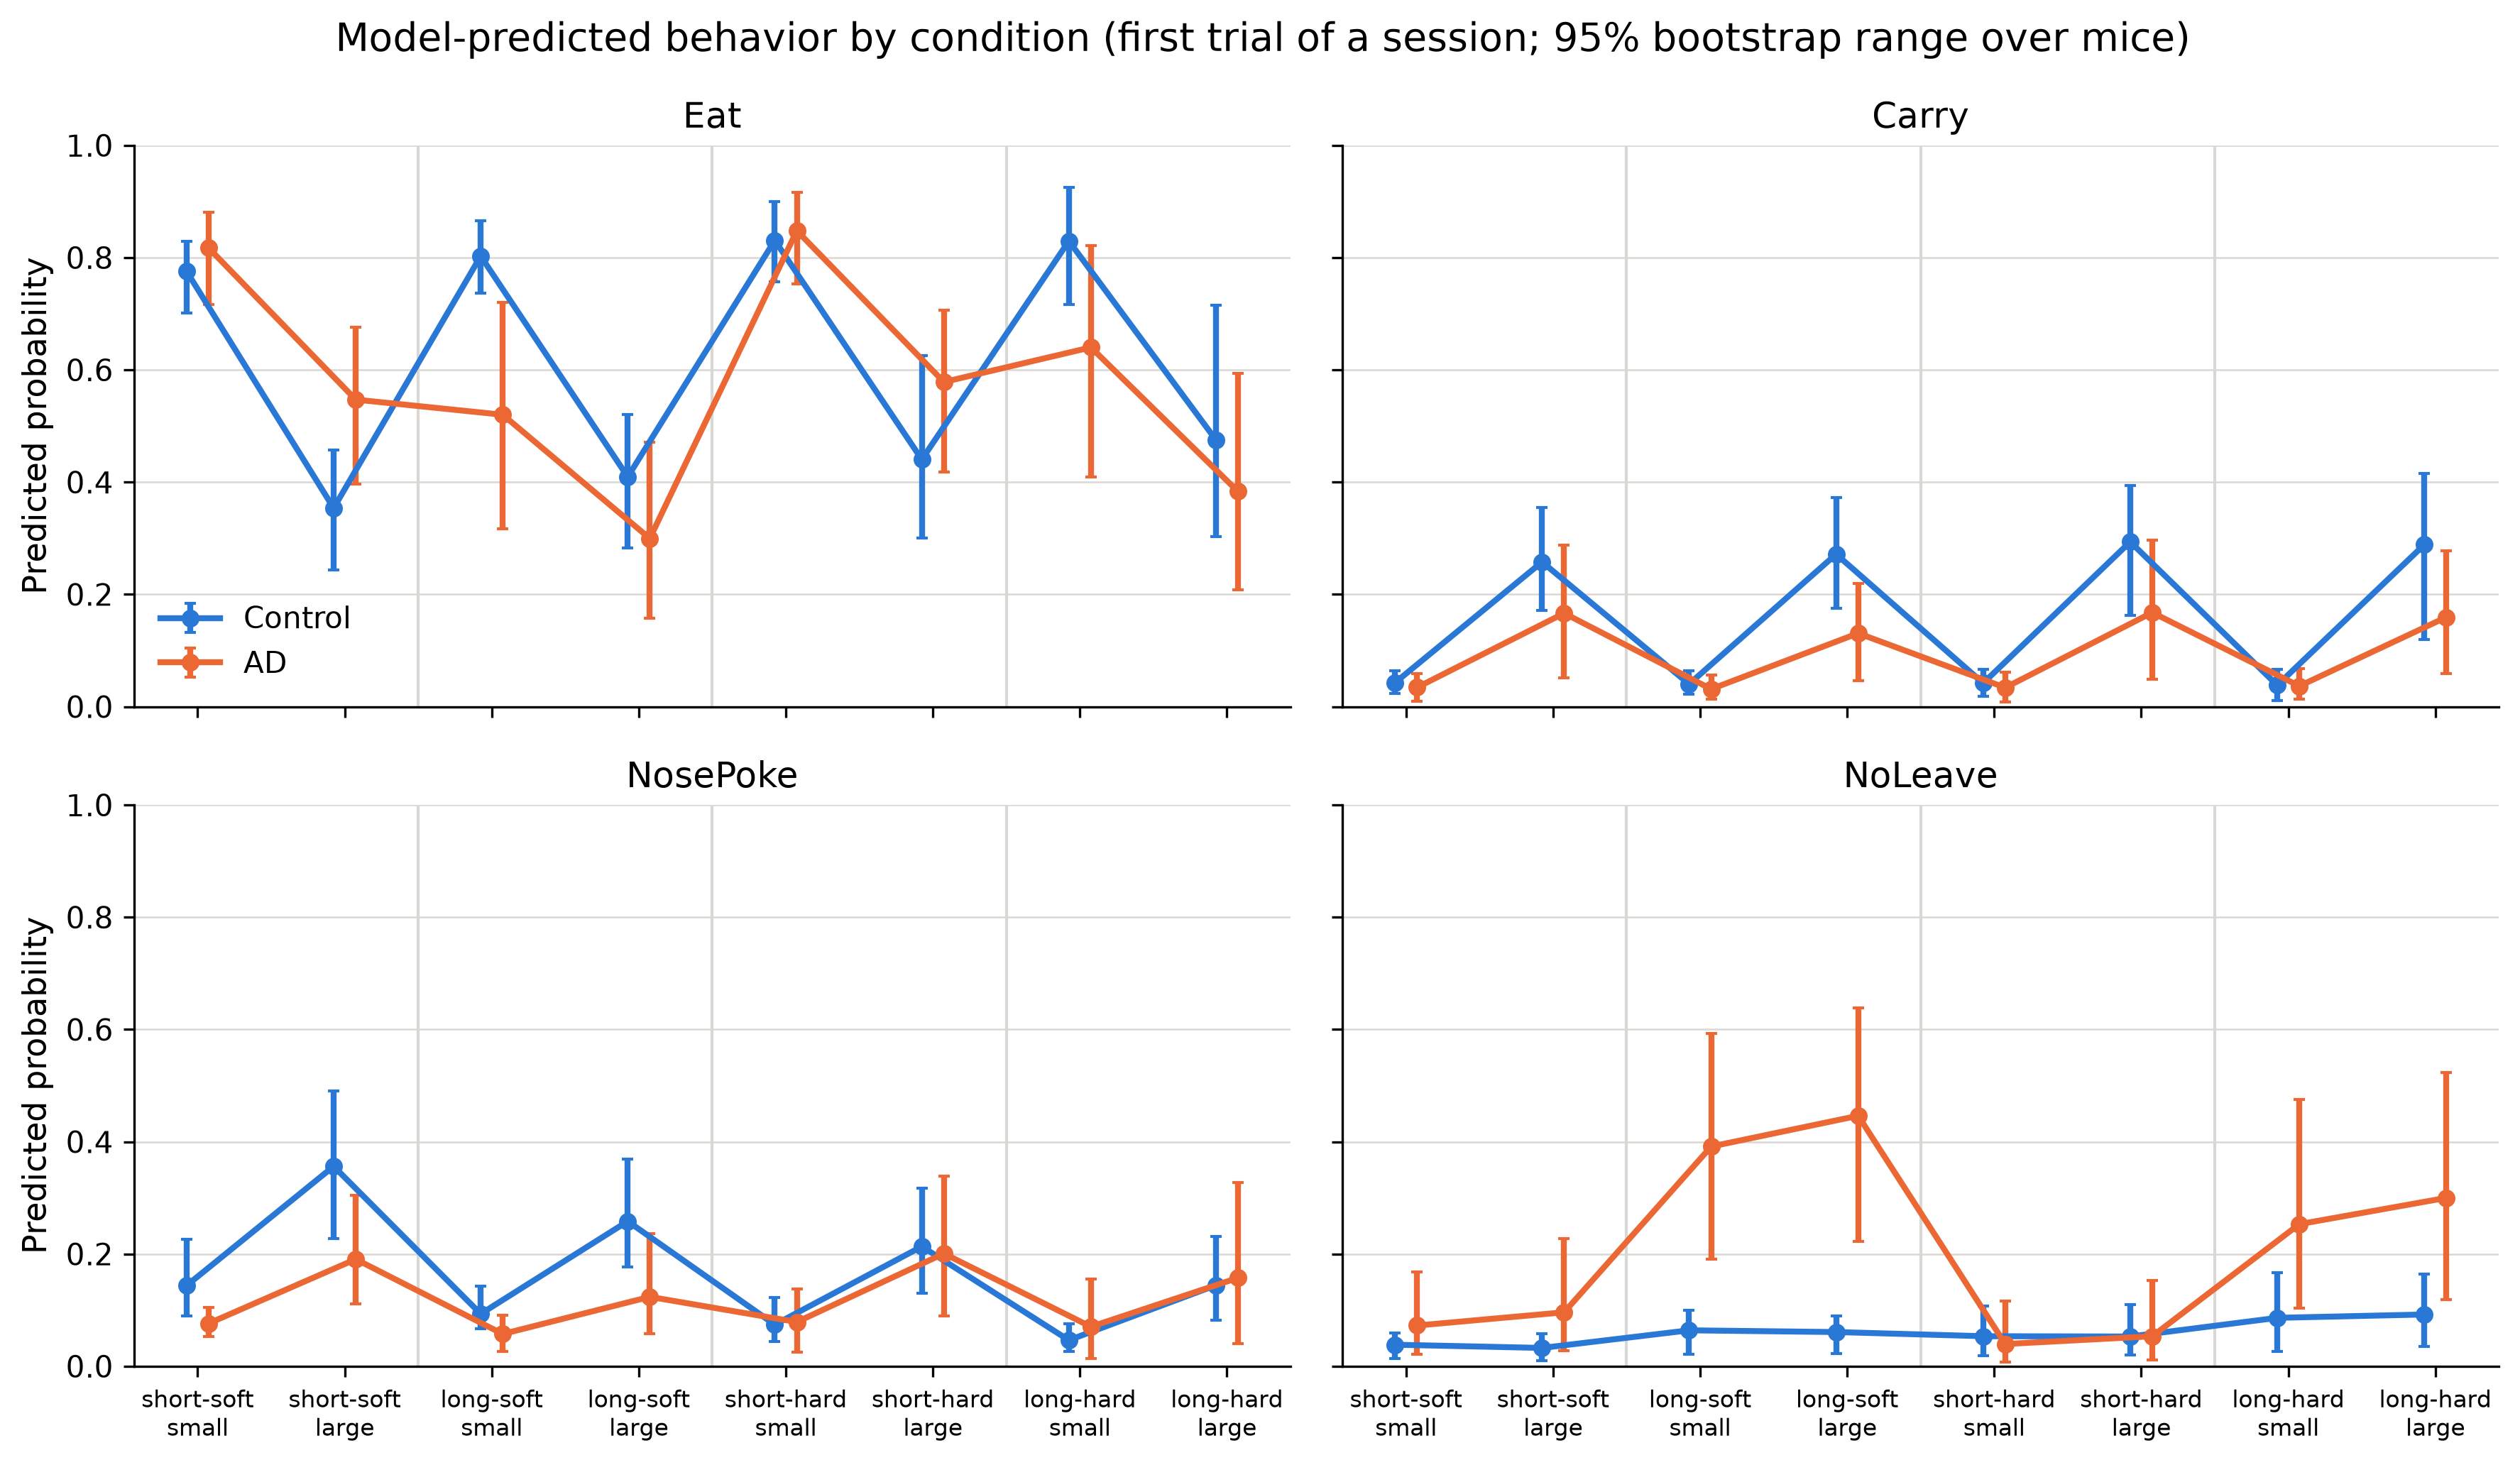 Model-predicted behavior by condition (first trial of a session; 95% bootstrap range over mice)
Eat
Carry
Predicted probability
1.0
0.8
0.6
0.4
0.2
0.0
Control
AD
NosePoke
NoLeave
Predicted probability
1.0
0.8
0.6
0.4
0.2
0.0
short-soft small
short-soft large
long-soft small
long-soft large
short-hard small
short-hard large
long-hard small
long-hard large
short-soft small
short-soft large
long-soft small
long-soft large
short-hard small
short-hard large
long-hard small
long-hard large